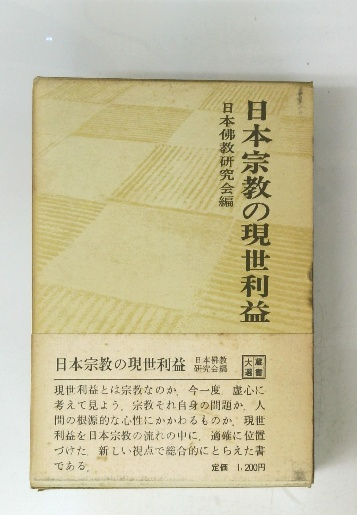 日本宗教の現世利益
日本佛教研究会編
日本宗教の現世利益
日本佛教
研究会編
大蔵
選書
現世利益とは宗教なのか、今一度、虚心に
考えて見よう。宗教それ自身の問題か、人
間の根源的な心性にかかわるものか、現世
利益を日本宗教の流れの中に、適確に位置
づけた、新しい視点で総合的にとらえた書
である。
定価 1,200円